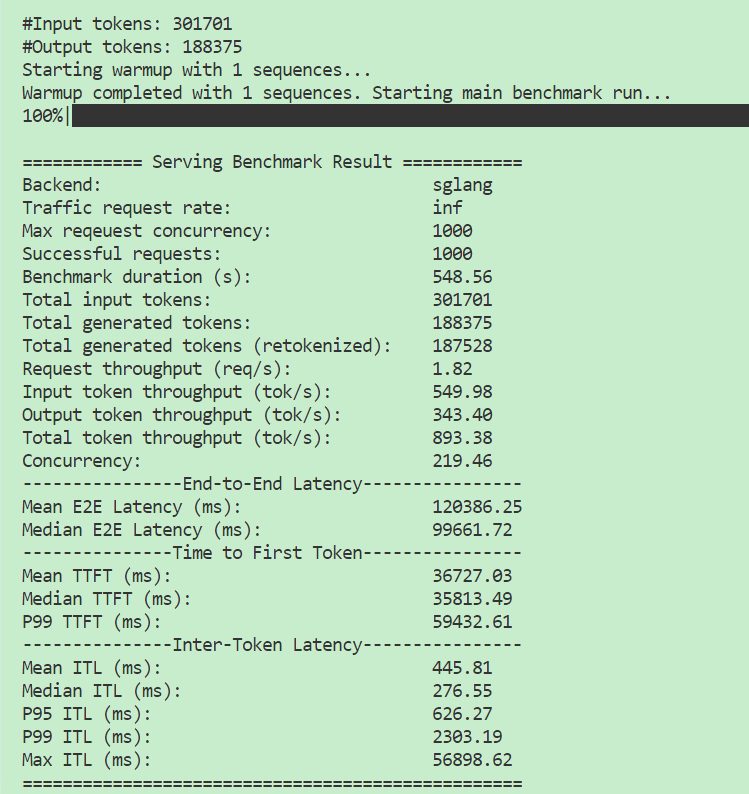 #Input tokens: 301701
#Output tokens: 188375
Starting warmup with 1 sequences...
Warmup completed with 1 sequences. Starting main benchmark run...
100%|
============ Serving Benchmark Result ============
Backend: sglang
Traffic request rate: inf
Max reqeuest concurrency: 1000
Successful requests: 1000
Benchmark duration (s): 548.56
Total input tokens: 301701
Total generated tokens: 188375
Total generated tokens (retokenized): 187528
Request throughput (req/s): 1.82
Input token throughput (tok/s): 549.98
Output token throughput (tok/s): 343.40
Total token throughput (tok/s): 893.38
Concurrency: 219.46
----------------End-to-End Latency----------------
Mean E2E Latency (ms): 120386.25
Median E2E Latency (ms): 99661.72
---------------Time to First Token----------------
Mean TTFT (ms): 36727.03
Median TTFT (ms): 35813.49
P99 TTFT (ms): 59432.61
---------------Inter-Token Latency----------------
Mean ITL (ms): 445.81
Median ITL (ms): 276.55
P95 ITL (ms): 626.27
P99 ITL (ms): 2303.19
Max ITL (ms): 56898.62
==================================================